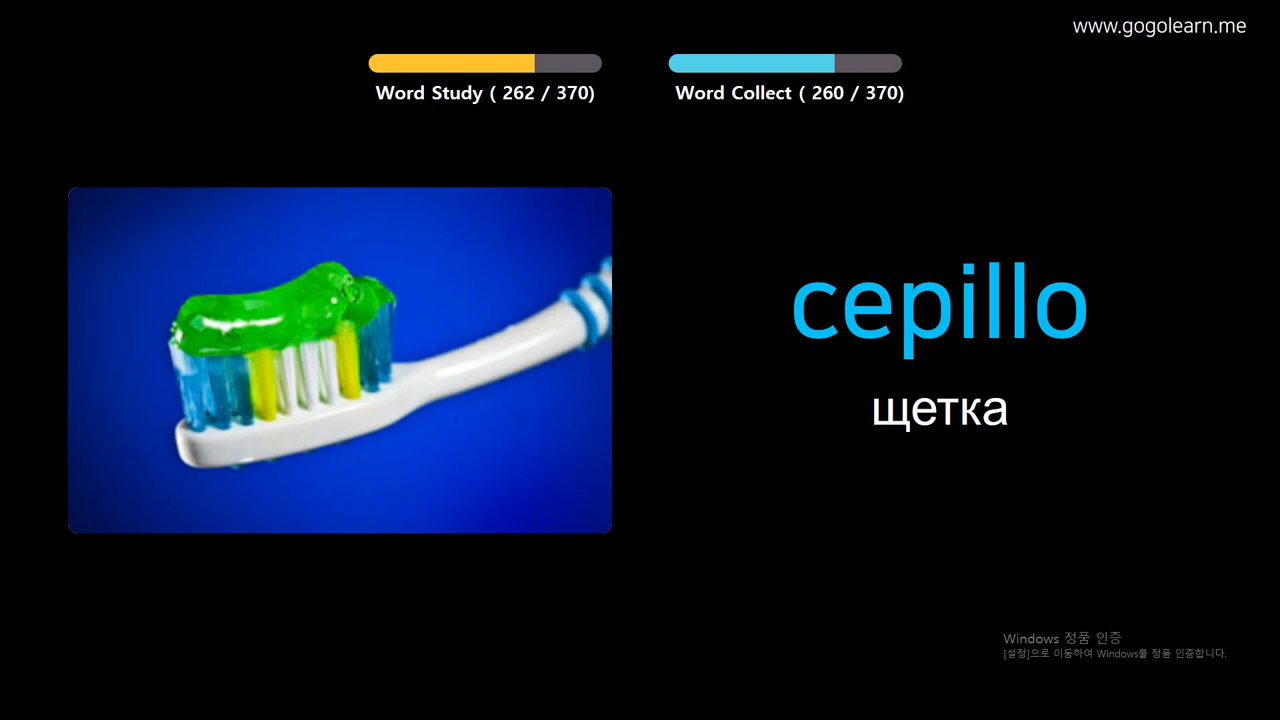 www.gogolearn.me
Word Study ( 262 / 370)
Word Collect ( 260 / 370)
cepillo
щетка
Windows 정품 인증
[설정]으로 이동하여 Windows를 정품 인증합니다.